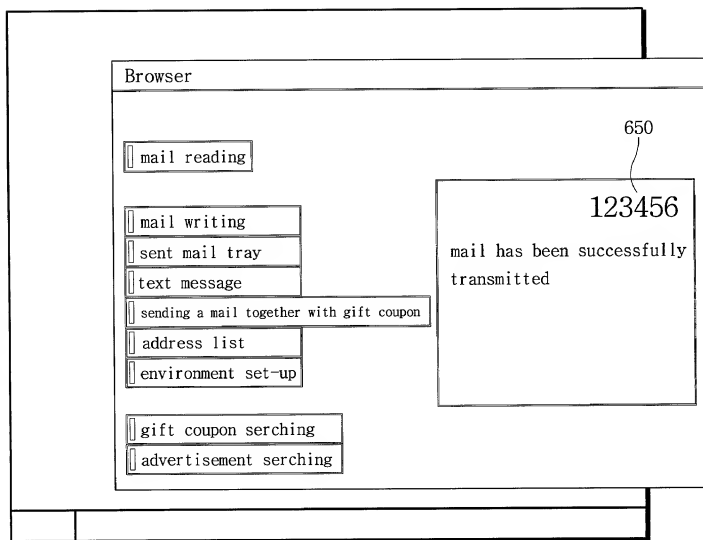 Browser
650
mail reading
123456
mail writing
sent mail tray
text message
sending a mail together with gift coupon
address list
environment set-up
mail has been successfully
transmitted
gift coupon serching
advertisement serching